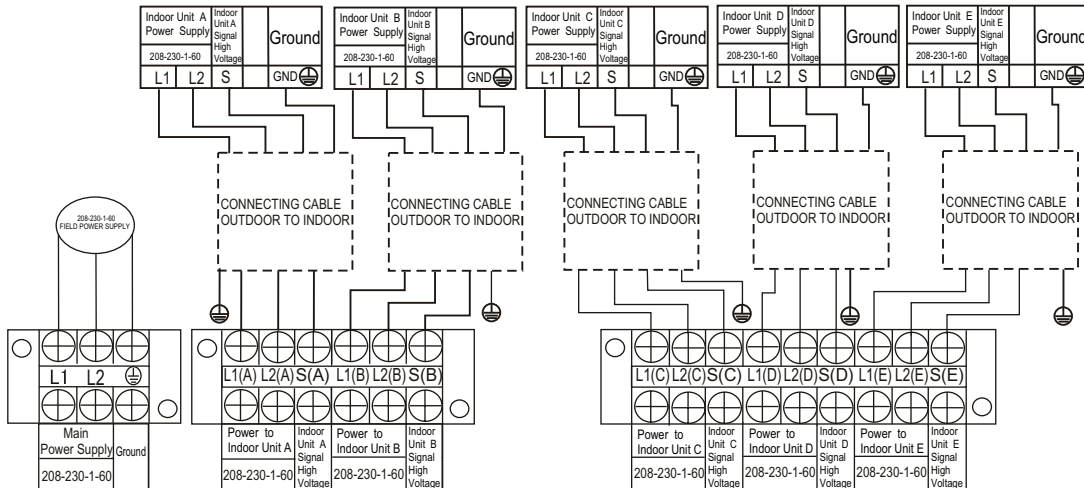 Indoor Unit A
Power Supply
208-230-1-60
Indoor
Unit A
Signal
High
Voltage
Ground
L1 L2 S GND
Indoor Unit B
Power Supply
208-230-1-60
Indoor
Unit B
Signal
High
Voltage
Ground
L1 L2 S GND
Indoor Unit C
Power Supply
208-230-1-60
Indoor
Unit C
Signal
High
Voltage
Ground
L1 L2 S GND
Indoor Unit D
Power Supply
208-230-1-60
Indoor
Unit D
Signal
High
Voltage
Ground
L1 L2 S GND
Indoor Unit E
Power Supply
208-230-1-60
Indoor
Unit E
Signal
High
Voltage
Ground
L1 L2 S GND
CONNECTING CABLE
OUTDOOR TO INDOOR
CONNECTING CABLE
OUTDOOR TO INDOOR
CONNECTING CABLE
OUTDOOR TO INDOOR
CONNECTING CABLE
OUTDOOR TO INDOOR
CONNECTING CABLE
OUTDOOR TO INDOOR
208-230-1-60
FIELD POWER SUPPLY
L1 L2
Main
Power Supply
208-230-1-60
Ground
L1(A) L2(A) S(A) L1(B) L2(B) S(B)
Power to
Indoor Unit A
208-230-1-60
Indoor
Unit A
Signal
High
Voltage
Power to
Indoor Unit B
208-230-1-60
Indoor
Unit B
Signal
High
Voltage
L1(C) L2(C) S(C) L1(D) L2(D) S(D) L1(E) L2(E) S(E)
Power to
Indoor Unit C
208-230-1-60
Indoor
Unit C
Signal
High
Voltage
Power to
Indoor Unit D
208-230-1-60
Indoor
Unit D
Signal
High
Voltage
Power to
Indoor Unit E
208-230-1-60
Indoor
Unit E
Signal
High
Voltage